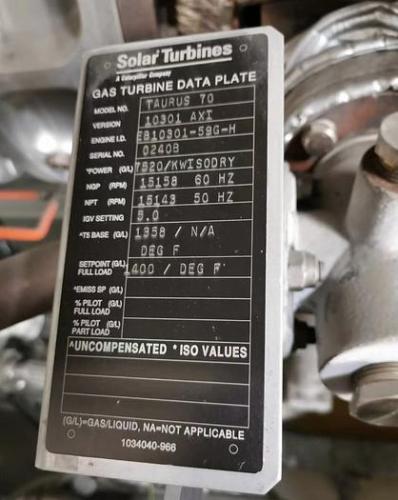 Solar Turbines
A Caterpillar Company
GAS TURBINE DATA PLATE
MODEL NO. TAURUS 70
VERSION 10301 AXI
ENGINE I.D. EB10301-59G-H
SERIAL NO. 0240B
*POWER (G/L) 7520/KWISODRY
NGP (RPM) 15158 60 HZ
NPT (RPM) 15143 50 HZ
IGV SETTING 5.0
^T5 BASE (G/L) 1358 / N/A
DEG F
SETPOINT (G/L) 1400 / DEG F
FULL LOAD
*EMISS SP (G/L)
% PILOT (G/L)
FULL LOAD
% PILOT (G/L)
PART LOAD
^UNCOMPENSATED * ISO VALUES
(G/L)=GAS/LIQUID, NA=NOT APPLICABLE
1034040-966